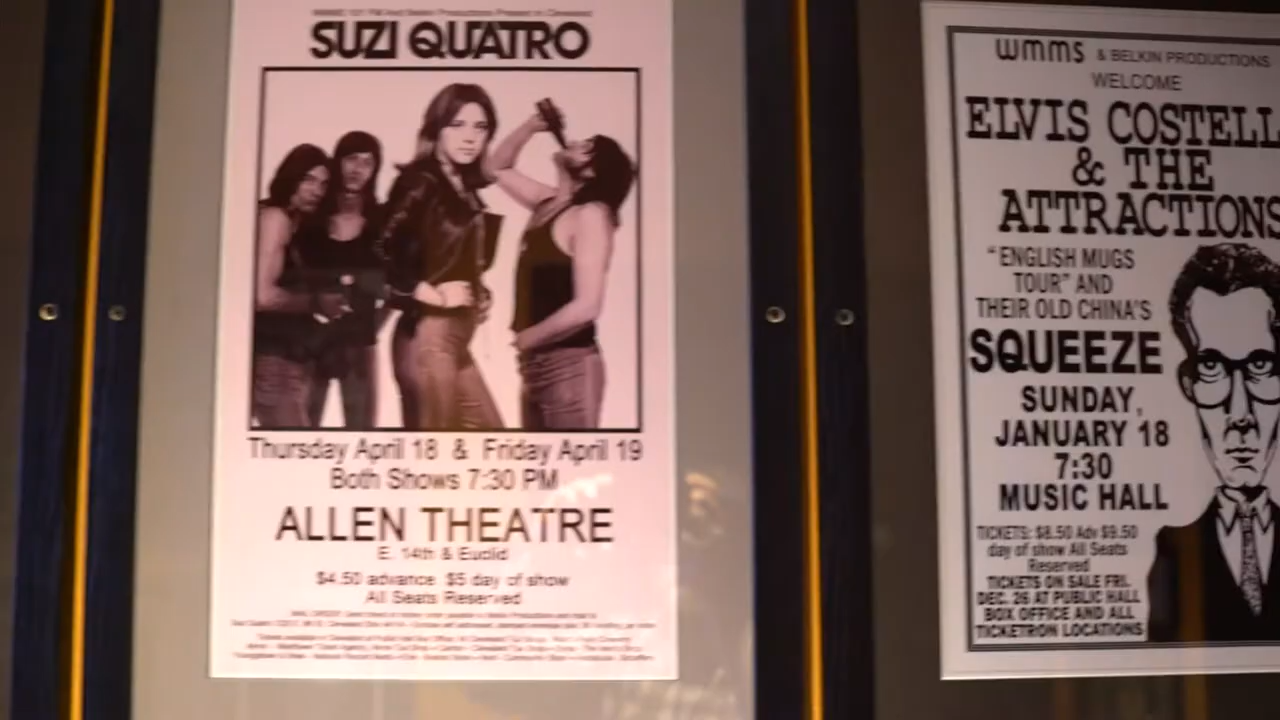 SUZI QUATRO
Thursday April 18 & Friday April 19
Both Shows 7:30 PM
ALLEN THEATRE
E. 14th & Euclid
$4.50 advance $5 day of show
All Seats Reserved
wmms & BELKIN PRODUCTIONS
WELCOME
ELVIS COSTELL
& THE
ATTRACTIONS
"ENGLISH MUGS
TOUR" AND
THEIR OLD CHINA'S
SQUEEZE
SUNDAY,
JANUARY 18
7:30
MUSIC HALL
TICKETS: $8.50 Adv $9.50
day of show All Seats
Reserved
TICKETS ON SALE FRI.
DEC. 26 AT PUBLIC HALL
BOX OFFICE AND ALL
TICKETRON LOCATIONS